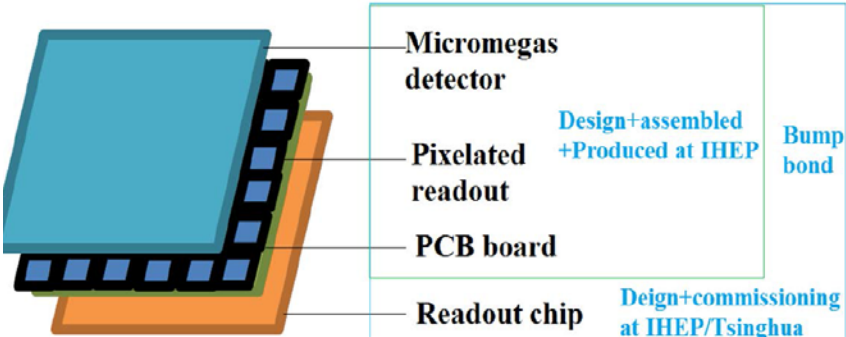 Micromegas
detector
Design+assembled
+Produced at IHEP
Bump
bond
Pixelated
readout
PCB board
Readout chip
Deign+commissioning
at IHEP/Tsinghua